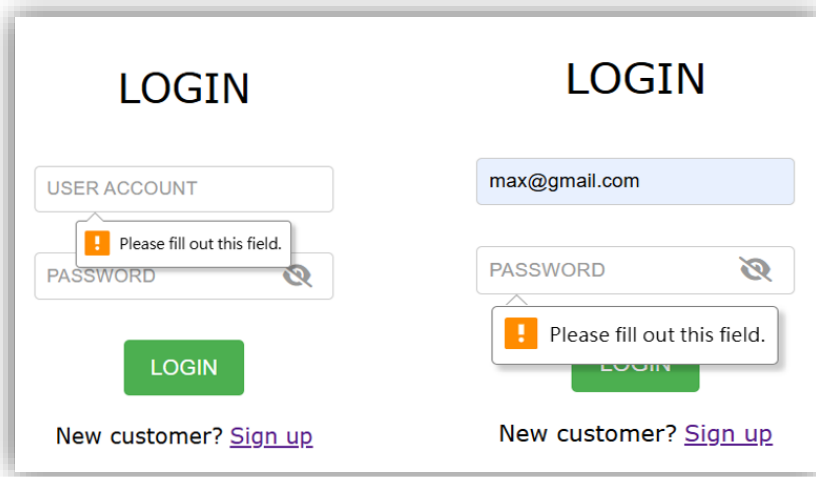 LOGIN
USER ACCOUNT
Please fill out this field.
PASSWORD
LOGIN
New customer? Sign up
LOGIN
max@gmail.com
PASSWORD
Please fill out this field.
LOGIN
New customer? Sign up